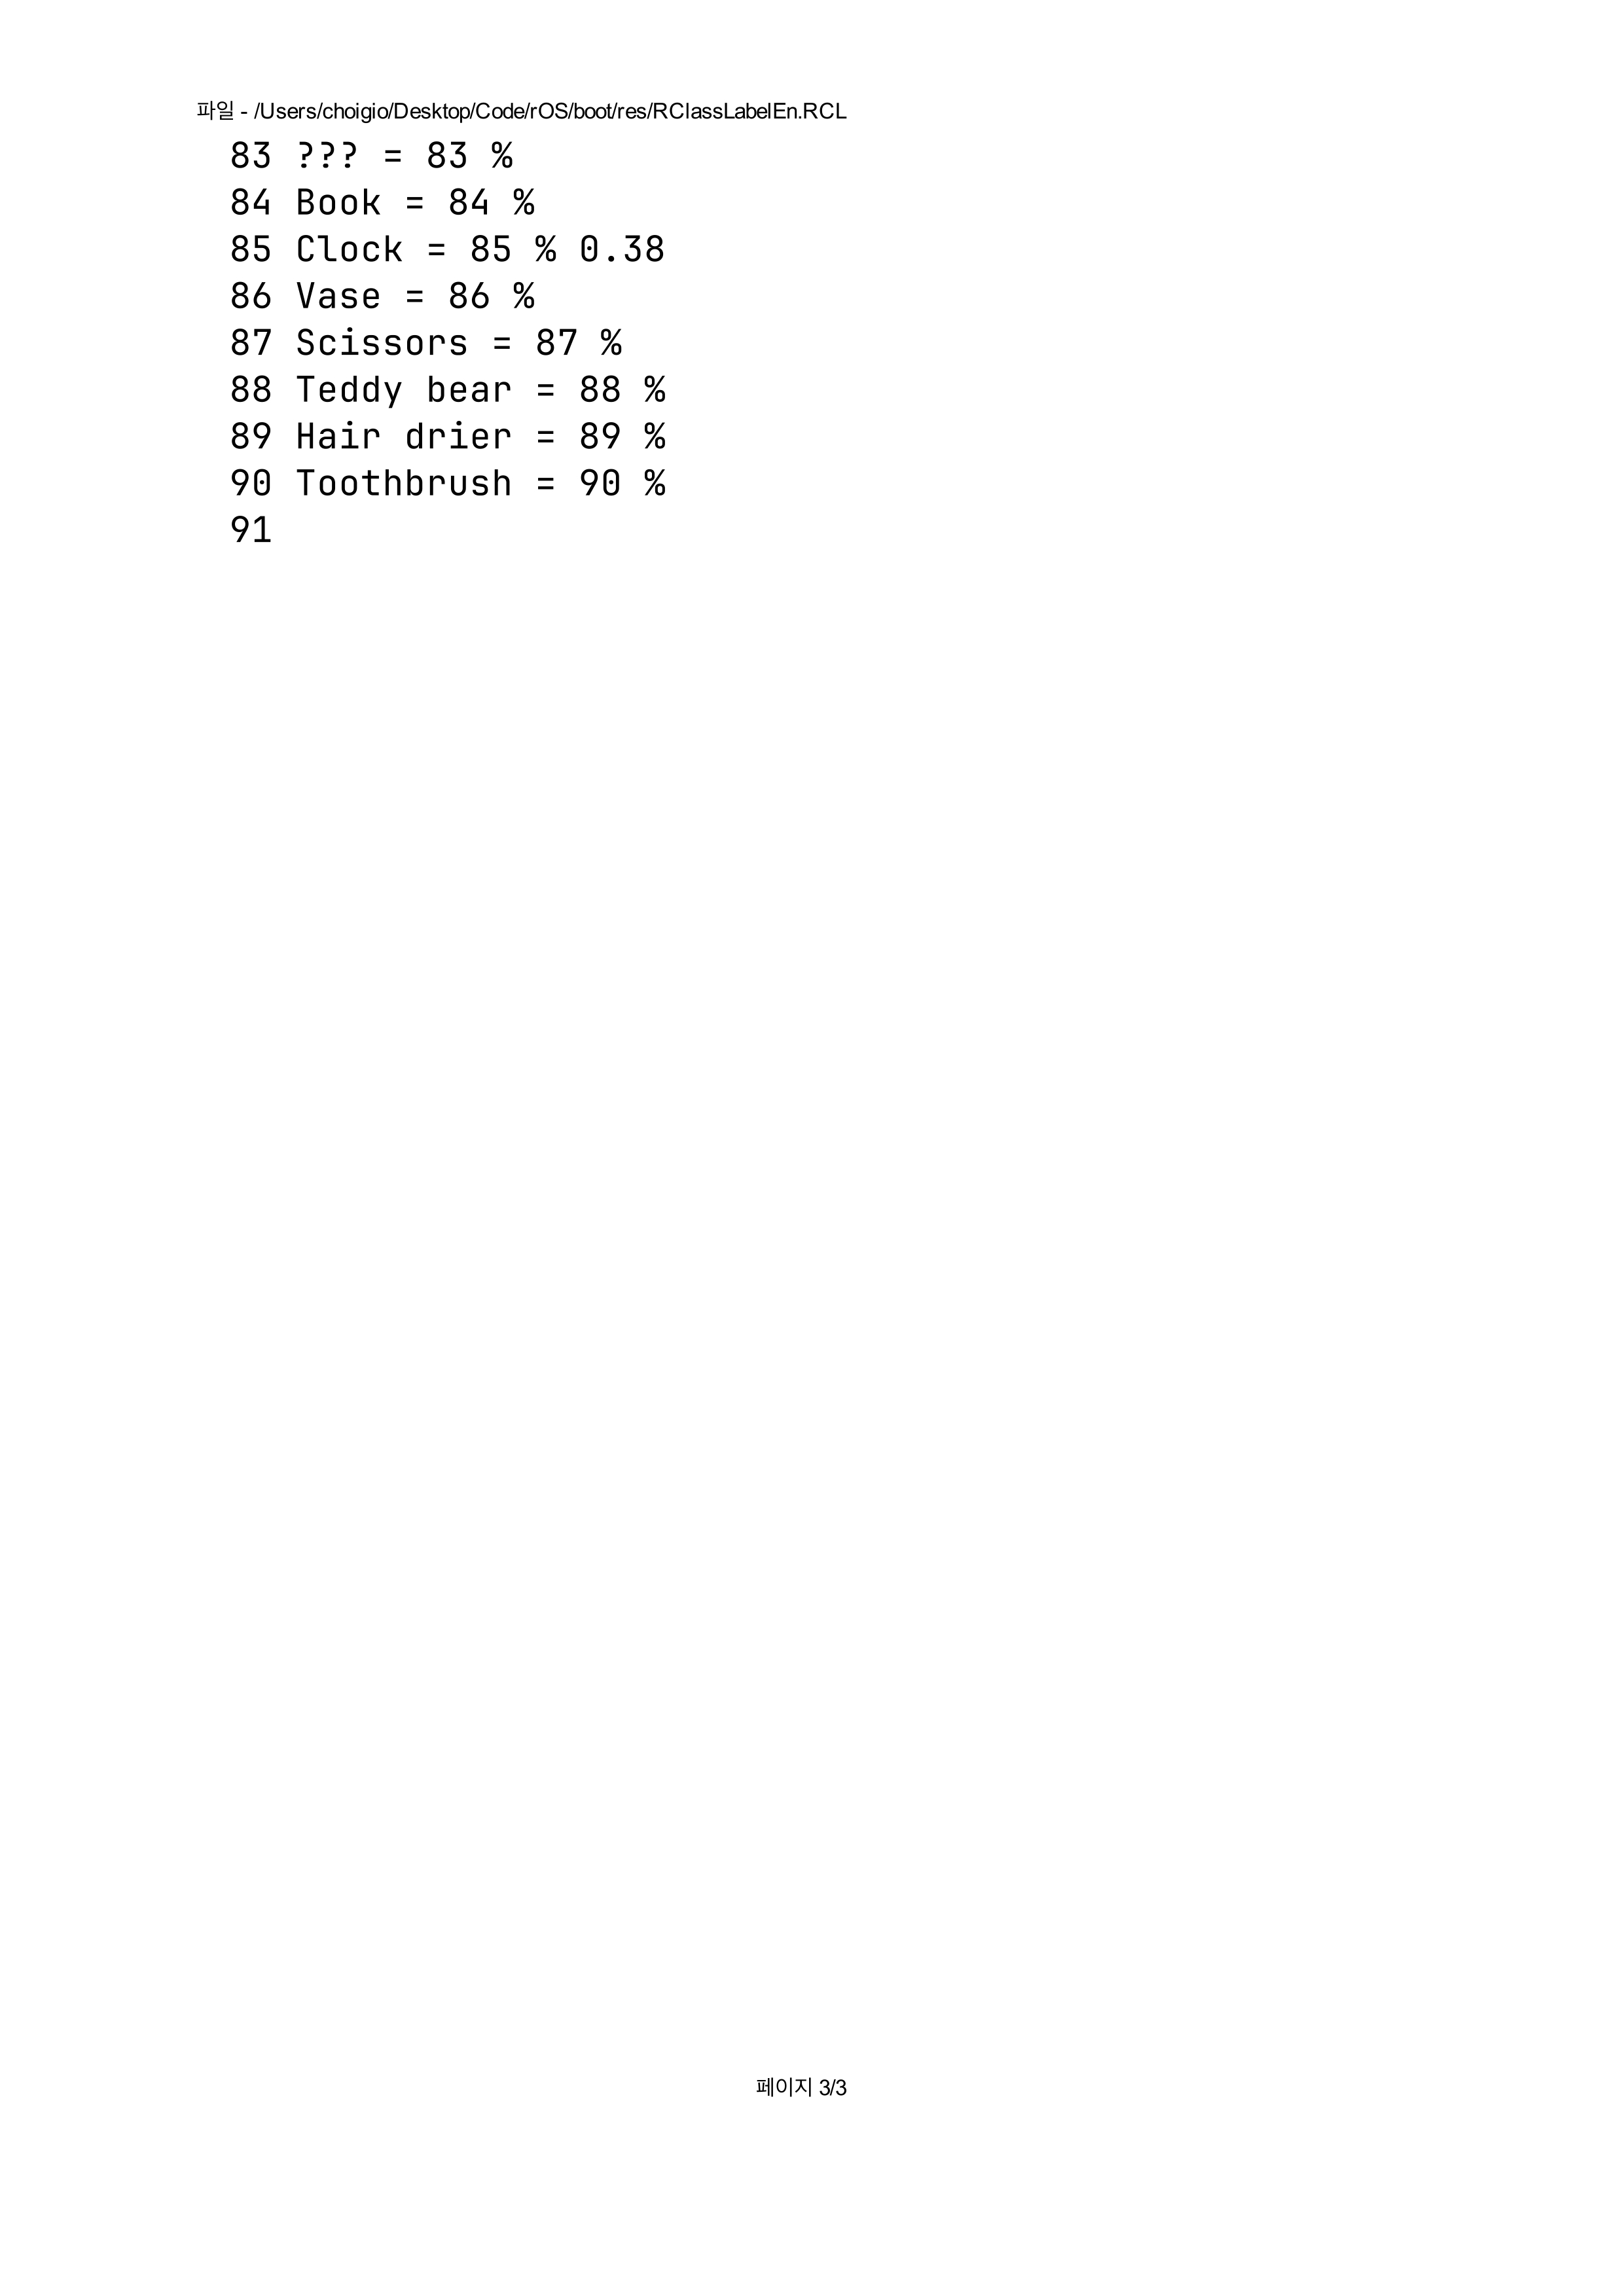 파일 - /Users/choigio/Desktop/Code/rOS/boot/res/RClassLabelEn.RCL
83 ??? = 83 %
84 Book = 84 %
85 Clock = 85 % 0.38
86 Vase = 86 %
87 Scissors = 87 %
88 Teddy bear = 88 %
89 Hair drier = 89 %
90 Toothbrush = 90 %
91
페이지 3/3